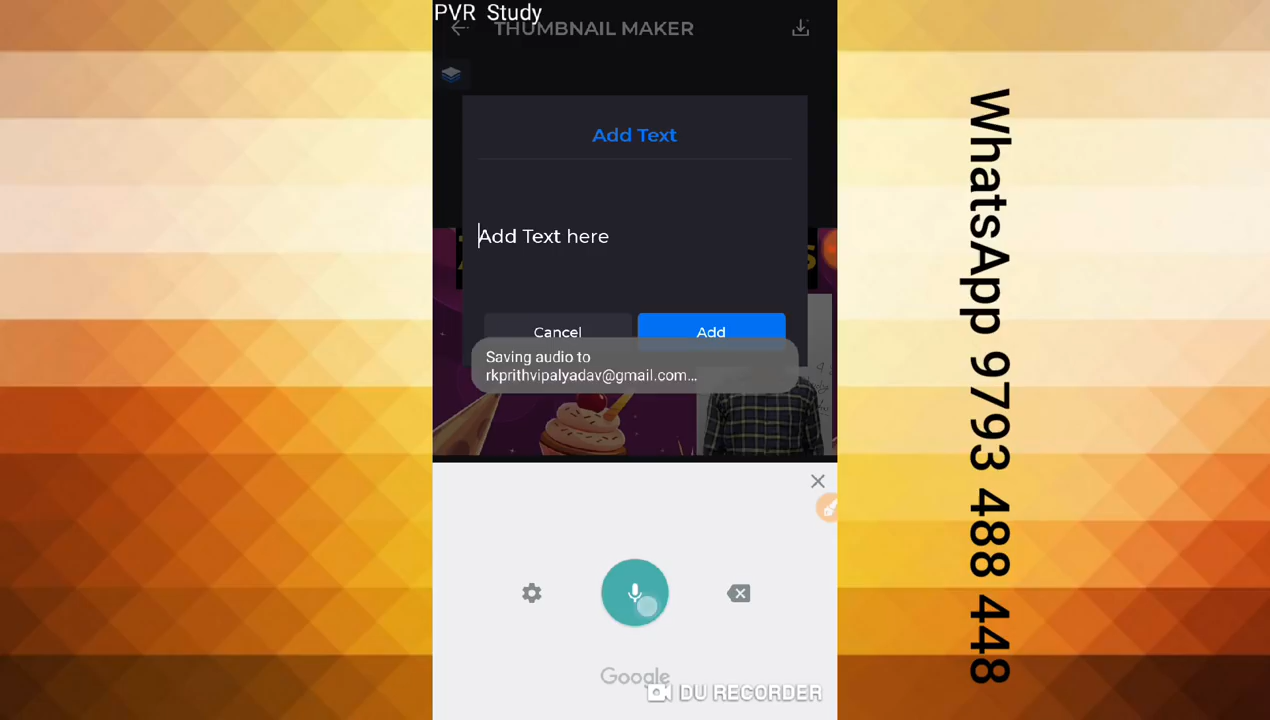 PVR Study
THUMBNAIL MAKER
Add Text
Add Text here
Cancel
Add
Saving audio to
rkprithvipalyadav@gmail.com...
Google
DU RECORDER
WhatsApp 9793 488 448